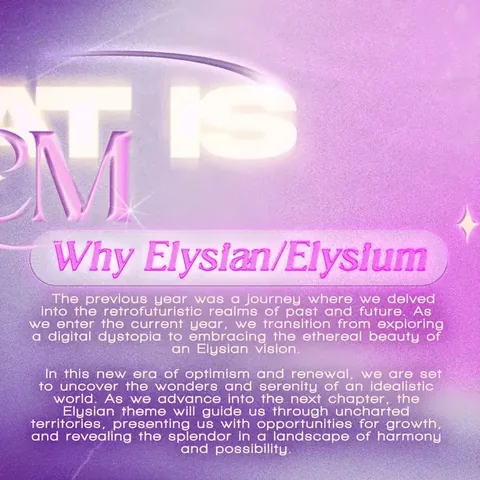 AT IS
EM
Why Elysian/Elysium
The previous year was a journey where we delved
into the retrofuturistic realms of past and future. As
we enter the current year, we transition from exploring
a digital dystopia to embracing the ethereal beauty of
an Elysian vision.
In this new era of optimism and renewal, we are set
to uncover the wonders and serenity of an idealistic
world. As we advance into the next chapter, the
Elysian theme will guide us through uncharted
territories, presenting us with opportunities for growth,
and revealing the splendor in a landscape of harmony
and possibility.